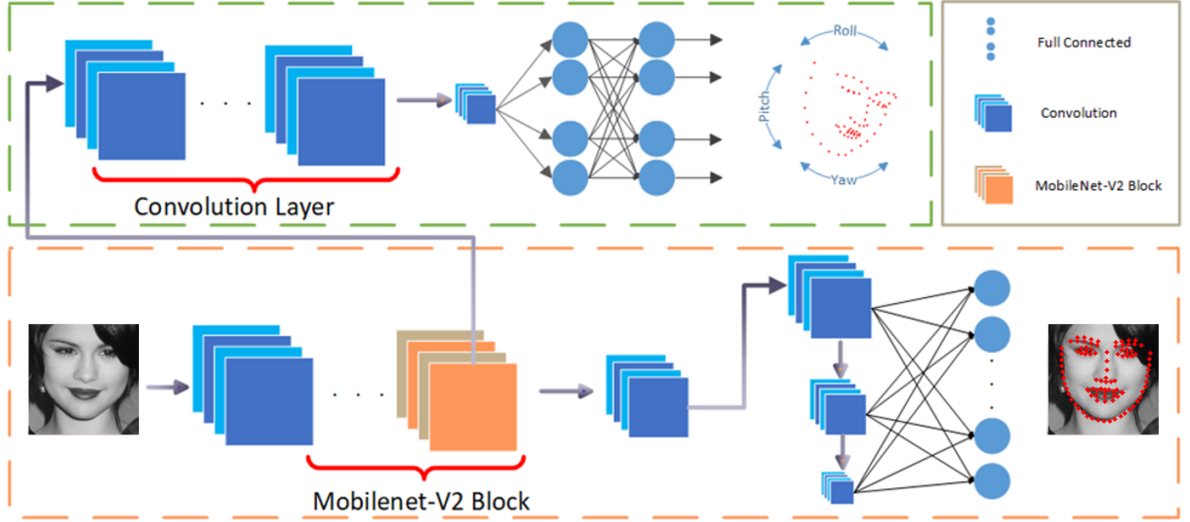 Roll
Pitch
Yaw
Convolution Layer
Full Connected
Convolution
MobileNet-V2 Block
Mobilenet-V2 Block